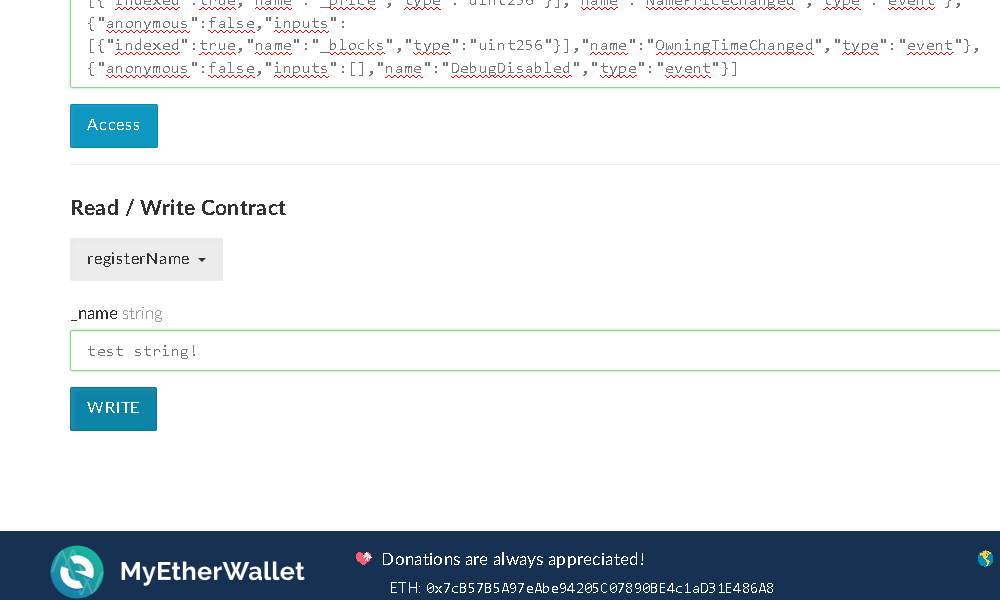 [{"indexed":true,"name":"_price","type":"uint256"}],"name":"NamePriceChanged","type":"event"},
{"anonymous":false,"inputs":
[{"indexed":true,"name":"_blocks","type":"uint256"}],"name":"OwningTimeChanged","type":"event"},
{"anonymous":false,"inputs":[],"name":"DebugDisabled","type":"event"}]
Access
Read / Write Contract
registerName
_name string
test string!
WRITE
MyEtherWallet
Donations are always appreciated!
ETH: 0x7cB57B5A97eAbe94205C07890BE4c1aD31E486A8